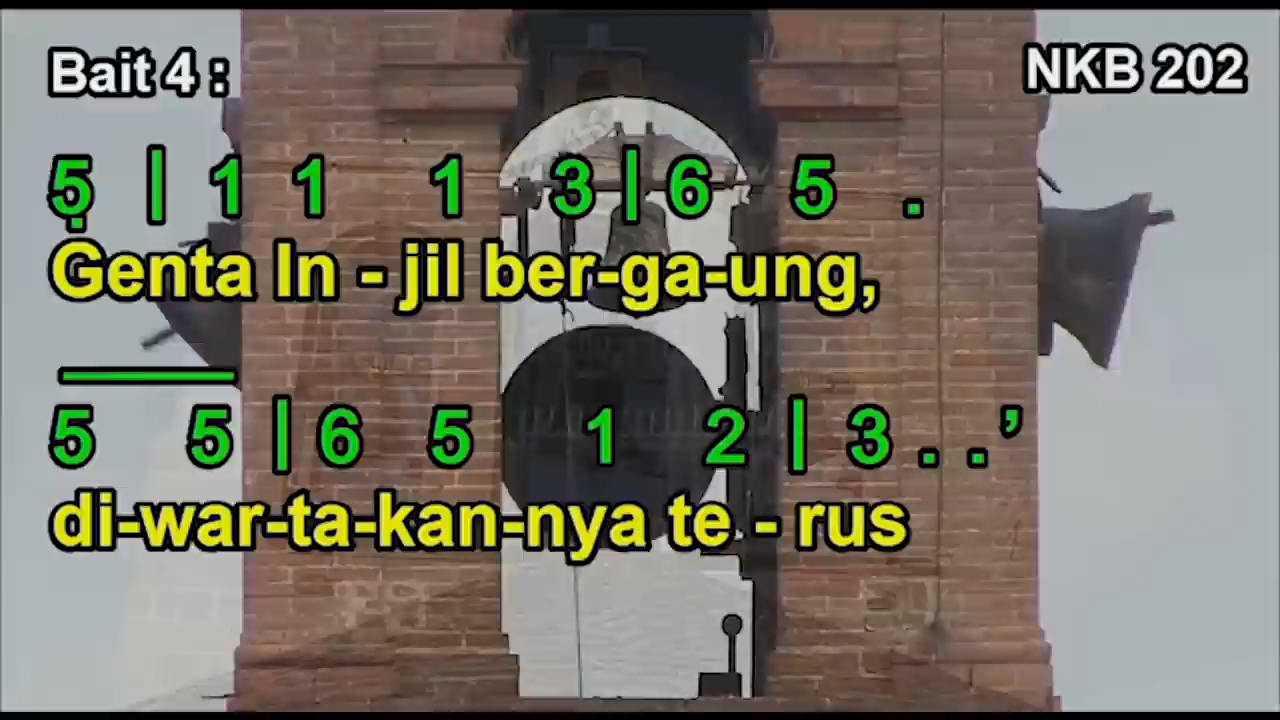 Bait 4 : NKB 202
5̣ | 1 1 1 3 | 6 5 .
Genta In - jil ber-ga-ung,
5 5 | 6 5 1 2 | 3 . . ’
di-war-ta-kan-nya te - rus